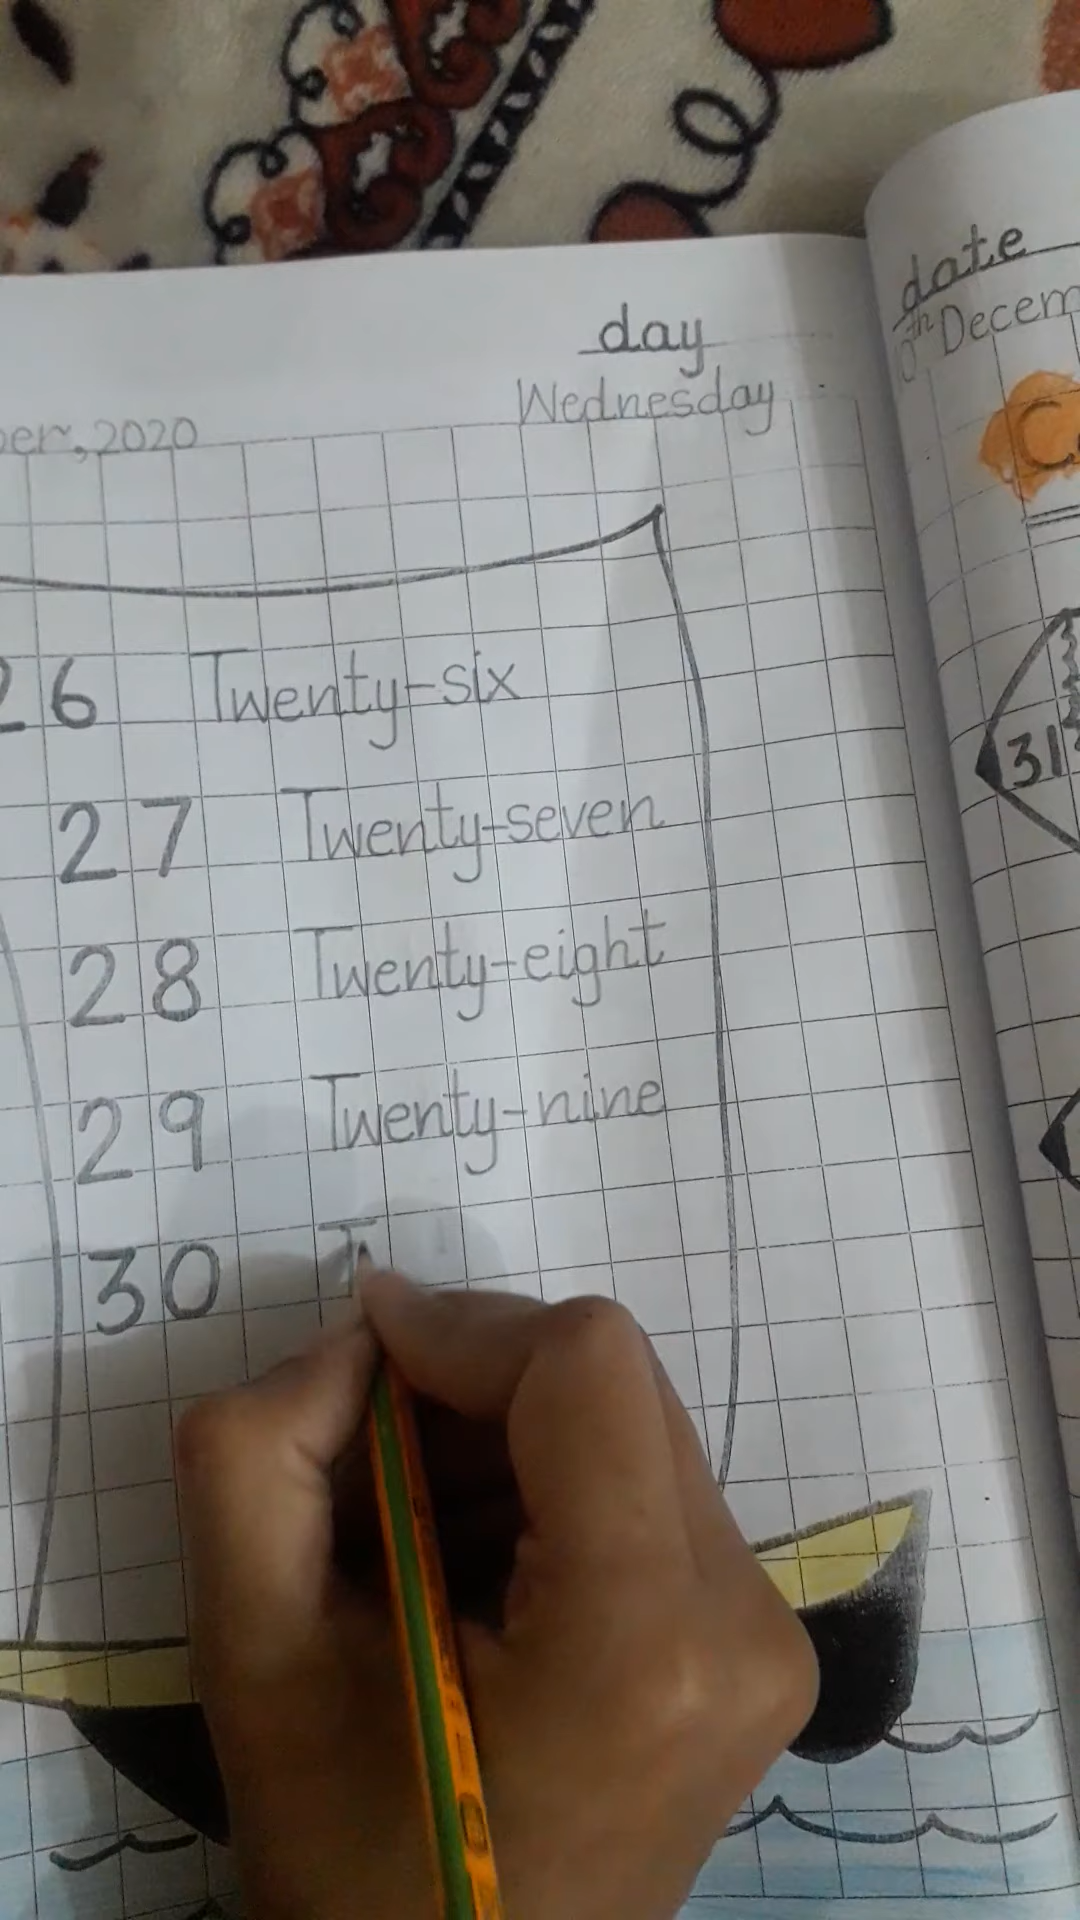 day
Wednesday
ber, 2020
26 Twenty-six
27 Twenty-seven
28 Twenty-eight
29 Twenty-nine
30 T
date
0th Decem
31